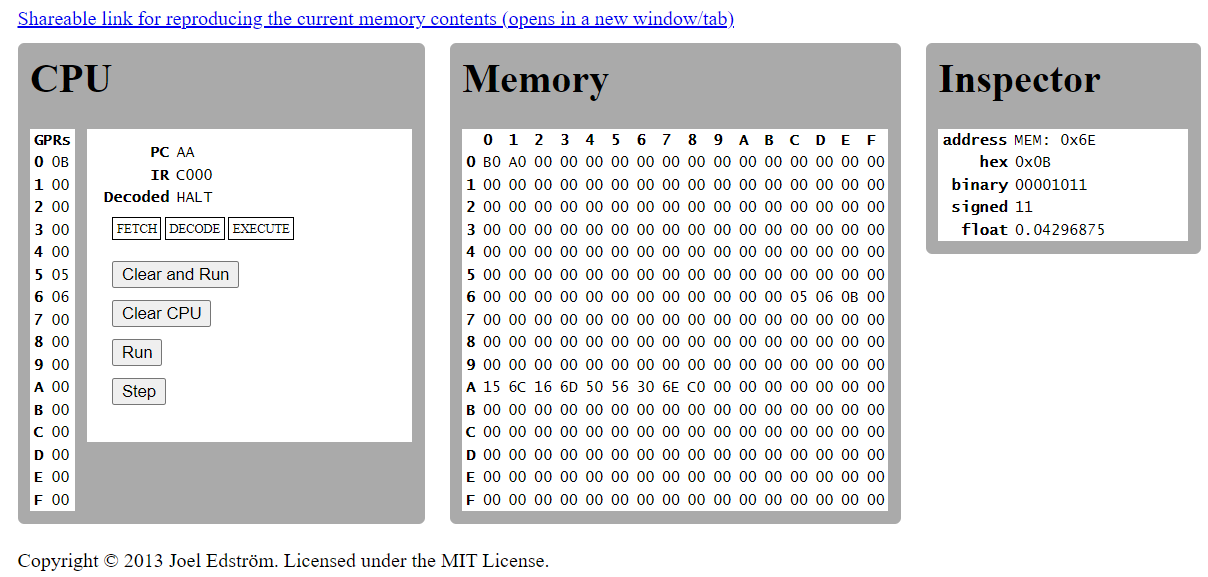 Shareable link for reproducing the current memory contents (opens in a new window/tab)
CPU
GPRs
0 0B
1 00
2 00
3 00
4 00
5 05
6 06
7 00
8 00
9 00
A 00
B 00
C 00
D 00
E 00
F 00
PC AA
IR C000
Decoded HALT
FETCH DECODE EXECUTE
Clear and Run
Clear CPU
Run
Step
Memory
0 1 2 3 4 5 6 7 8 9 A B C D E F
0 B0 A0 00 00 00 00 00 00 00 00 00 00 00 00 00 00
1 00 00 00 00 00 00 00 00 00 00 00 00 00 00 00 00
2 00 00 00 00 00 00 00 00 00 00 00 00 00 00 00 00
3 00 00 00 00 00 00 00 00 00 00 00 00 00 00 00 00
4 00 00 00 00 00 00 00 00 00 00 00 00 00 00 00 00
5 00 00 00 00 00 00 00 00 00 00 00 00 00 00 00 00
6 00 00 00 00 00 00 00 00 00 00 00 00 05 06 0B 00
7 00 00 00 00 00 00 00 00 00 00 00 00 00 00 00 00
8 00 00 00 00 00 00 00 00 00 00 00 00 00 00 00 00
9 00 00 00 00 00 00 00 00 00 00 00 00 00 00 00 00
A 15 6C 16 6D 50 56 30 6E C0 00 00 00 00 00 00 00
B 00 00 00 00 00 00 00 00 00 00 00 00 00 00 00 00
C 00 00 00 00 00 00 00 00 00 00 00 00 00 00 00 00
D 00 00 00 00 00 00 00 00 00 00 00 00 00 00 00 00
E 00 00 00 00 00 00 00 00 00 00 00 00 00 00 00 00
F 00 00 00 00 00 00 00 00 00 00 00 00 00 00 00 00
Inspector
address MEM: 0x6E
hex 0x0B
binary 00001011
signed 11
float 0.04296875
Copyright © 2013 Joel Edström. Licensed under the MIT License.